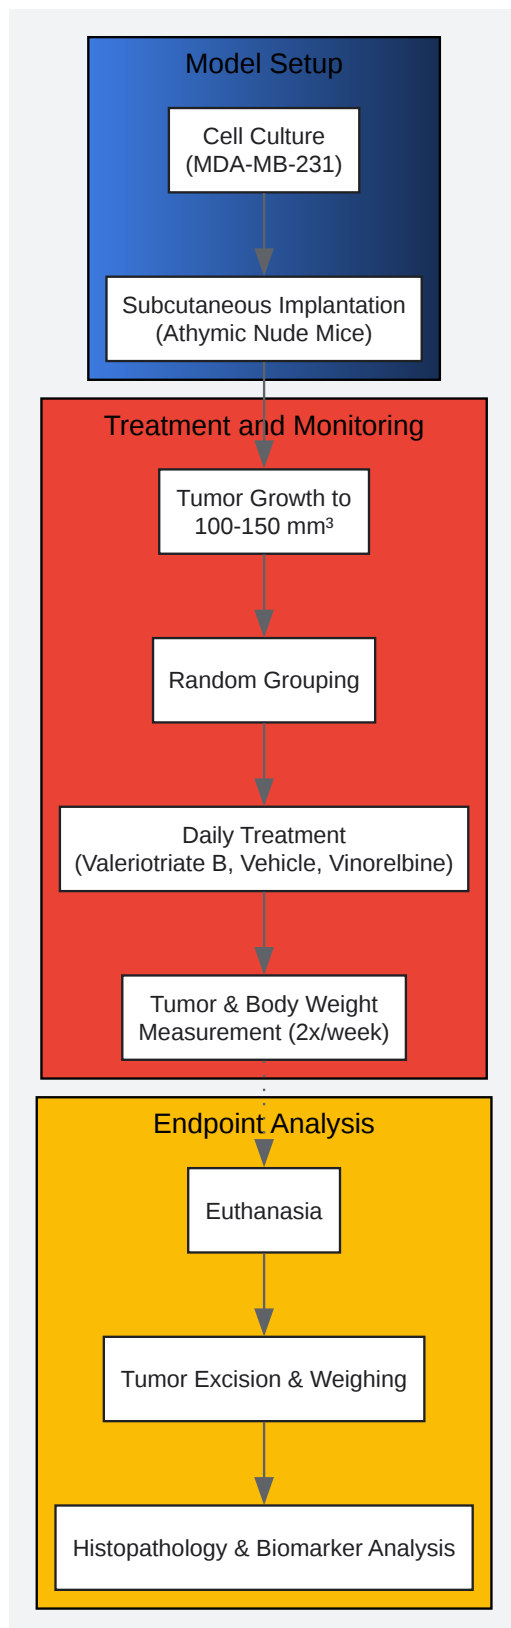 Model Setup
Cell Culture
(MDA-MB-231)
Subcutaneous Implantation
(Athymic Nude Mice)
Treatment and Monitoring
Tumor Growth to
100-150 mm³
Random Grouping
Daily Treatment
(Valeriotriate B, Vehicle, Vinorelbine)
Tumor & Body Weight
Measurement (2x/week)
Endpoint Analysis
Euthanasia
Tumor Excision & Weighing
Histopathology & Biomarker Analysis